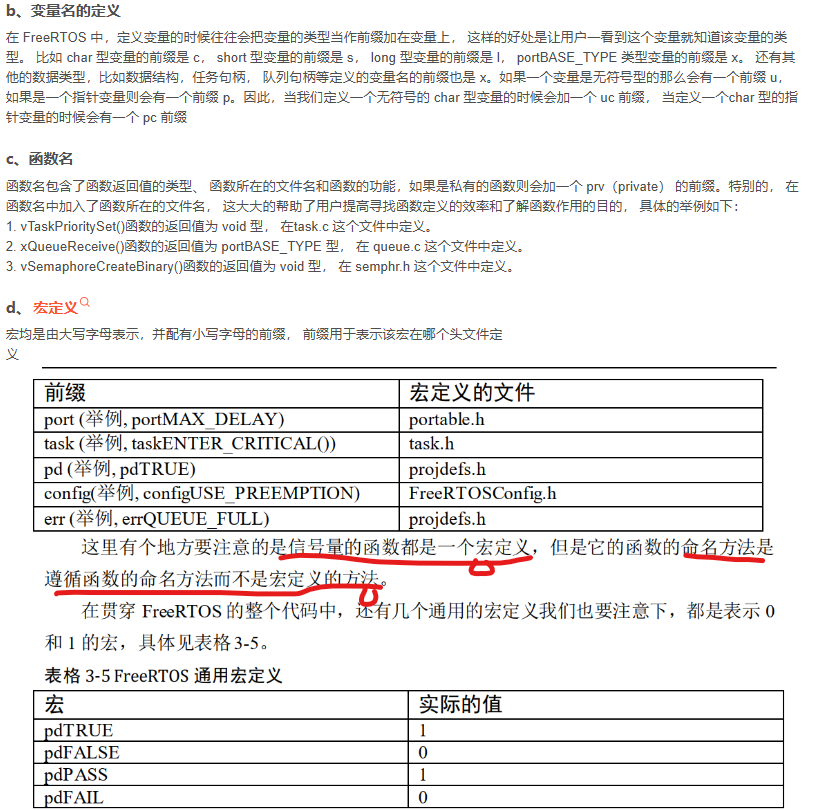 b、变量名的定义
在 FreeRTOS 中，定义变量的时候往往会把变量的类型当作前缀加在变量上， 这样的好处是让用户一看到这个变量就知道该变量的类
型。 比如 char 型变量的前缀是 c， short 型变量的前缀是 s， long 型变量的前缀是 l， portBASE_TYPE 类型变量的前缀是 x。 还有其
他的数据类型，比如数据结构，任务句柄， 队列句柄等定义的变量名的前缀也是 x。如果一个变量是无符号型的那么会有一个前缀 u，
如果是一个指针变量则会有一个前缀 p。因此，当我们定义一个无符号的 char 型变量的时候会加一个 uc 前缀， 当定义一个char 型的指
针变量的时候会有一个 pc 前缀
c、函数名
函数名包含了函数返回值的类型、 函数所在的文件名和函数的功能，如果是私有的函数则会加一个 prv（private） 的前缀。特别的， 在
函数名中加入了函数所在的文件名， 这大大的帮助了用户提高寻找函数定义的效率和了解函数作用的目的， 具体的举例如下：
1. vTaskPrioritySet()函数的返回值为 void 型， 在task.c 这个文件中定义。
2. xQueueReceive()函数的返回值为 portBASE_TYPE 型， 在 queue.c 这个文件中定义。
3. vSemaphoreCreateBinary()函数的返回值为 void 型， 在 semphr.h 这个文件中定义。
d、宏定义
宏均是由大写字母表示，并配有小写字母的前缀， 前缀用于表示该宏在哪个头文件定
义
前缀 宏定义的文件
port (举例, portMAX_DELAY) portable.h
task (举例, taskENTER_CRITICAL()) task.h
pd (举例, pdTRUE) projdefs.h
config(举例, configUSE_PREEMPTION) FreeRTOSConfig.h
err (举例, errQUEUE_FULL) projdefs.h
这里有个地方要注意的是信号量的函数都是一个宏定义，但是它的函数的命名方法是
遵循函数的命名方法而不是宏定义的方法。
在贯穿 FreeRTOS 的整个代码中，还有几个通用的宏定义我们也要注意下，都是表示 0
和 1 的宏，具体见表格 3-5。
表格 3-5 FreeRTOS 通用宏定义
宏 实际的值
pdTRUE 1
pdFALSE 0
pdPASS 1
pdFAIL 0